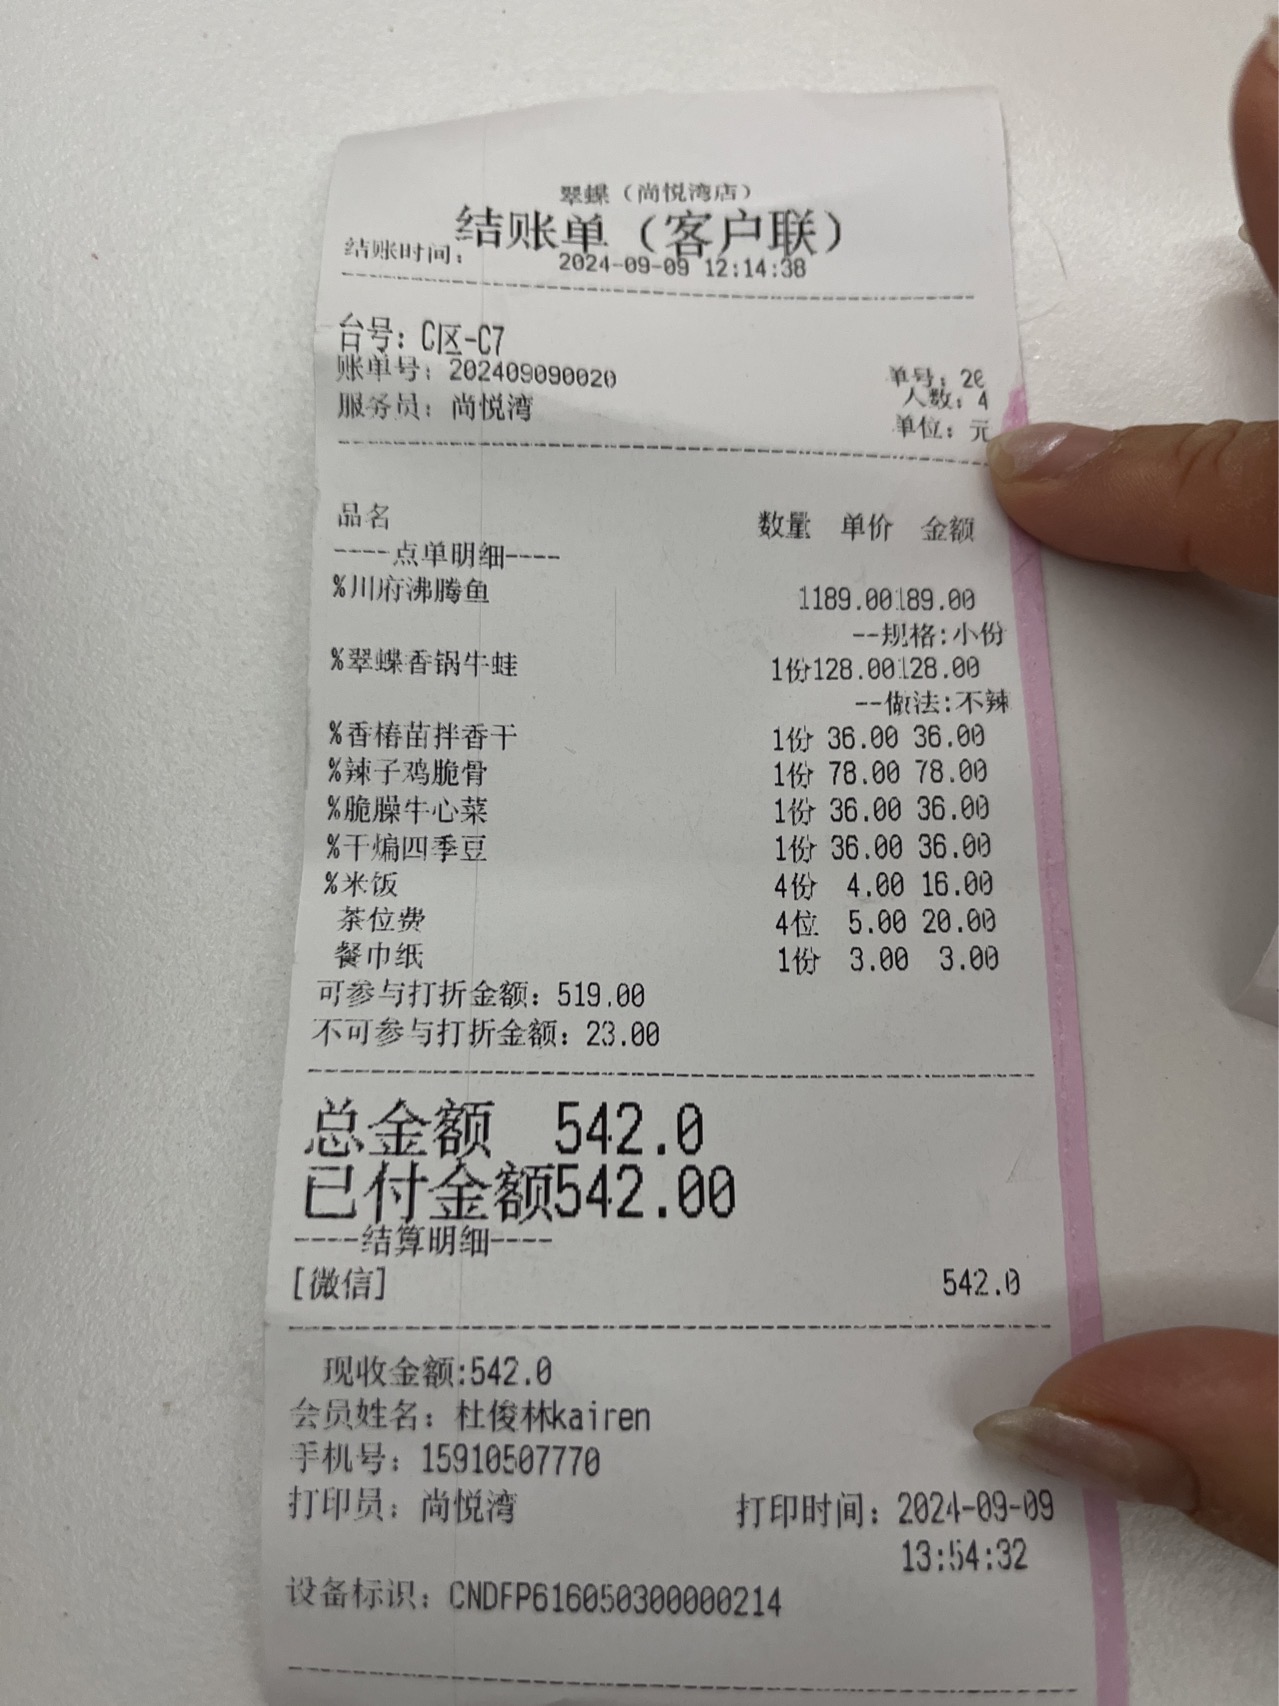 翠蝶（尚悦湾店）
结账单（客户联）
结账时间： 2024-09-09 12:14:38
台号：C区-C7
账单号：202409090020 单号：20
人数：4
服务员：尚悦湾 单位：元
品名 数量 单价 金额
----点单明细----
%川府沸腾鱼 1189.00189.00
--规格:小份
%翠蝶香锅牛蛙 1份128.00128.00
--做法:不辣
%香椿苗拌香干 1份 36.00 36.00
%辣子鸡脆骨 1份 78.00 78.00
%脆臊牛心菜 1份 36.00 36.00
%干煸四季豆 1份 36.00 36.00
%米饭 4份 4.00 16.00
茶位费 4位 5.00 20.00
餐巾纸 1份 3.00 3.00
可参与打折金额：519.00
不可参与打折金额：23.00
总金额 542.0
已付金额542.00
----结算明细----
[微信] 542.0
现收金额:542.0
会员姓名：杜俊林kairen
手机号：15910507770
打印员：尚悦湾 打印时间：2024-09-09
13:54:32
设备标识：CNDFP616050300000214